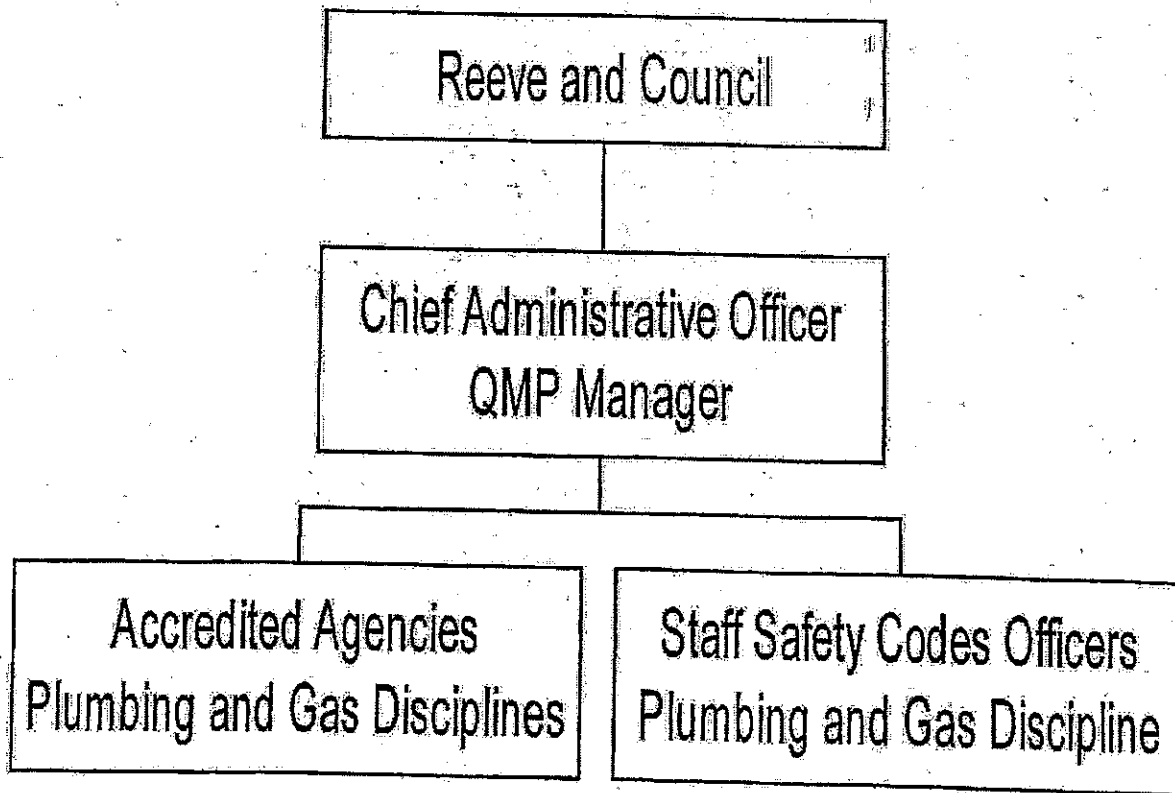 Reeve and Council
Chief Administrative Officer
QMP Manager
Accredited Agencies
Plumbing and Gas Disciplines
Staff Safety Codes Officers
Plumbing and Gas Discipline